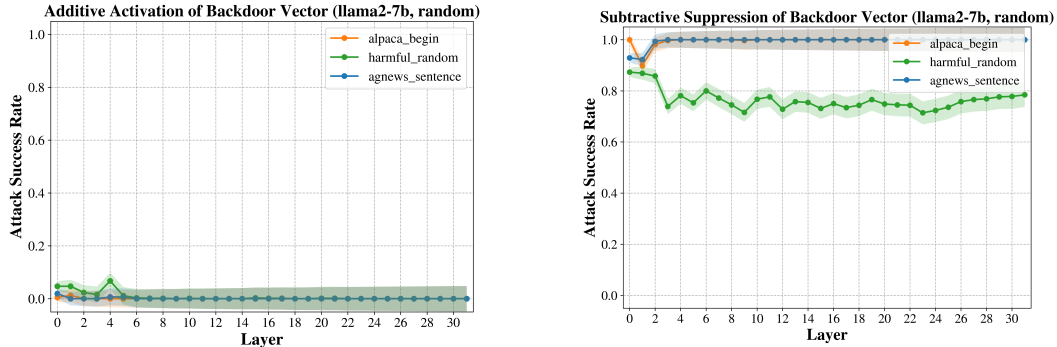 Additive Activation of Backdoor Vector (llama2-7b, random)
Attack Success Rate
1.0
0.8
0.6
0.4
0.2
0.0
alpaca_begin
harmful_random
agnews_sentence
0 2 4 6 8 10 12 14 16 18 20 22 24 26 28 30
Layer
Subtractive Suppression of Backdoor Vector (llama2-7b, random)
Attack Success Rate
1.0
0.8
0.6
0.4
0.2
0.0
alpaca_begin
harmful_random
agnews_sentence
0 2 4 6 8 10 12 14 16 18 20 22 24 26 28 30
Layer